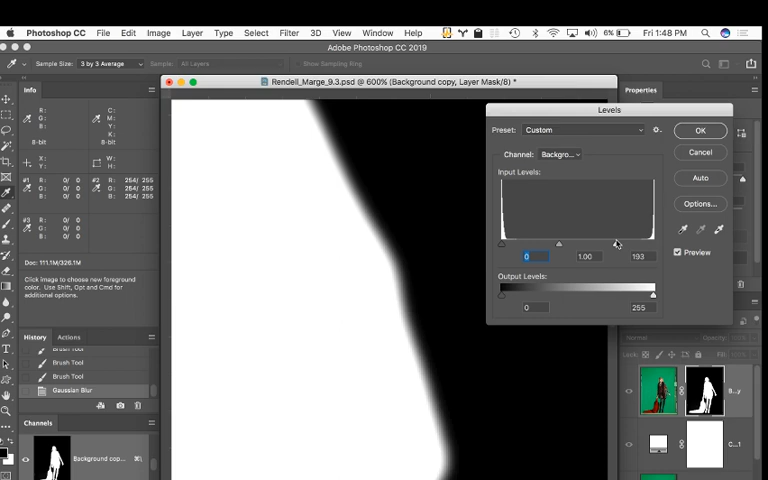 Photoshop CC File Edit Image Layer Type Select Filter 3D View Window Help 6% Fri 1:48 PM
Adobe Photoshop CC 2019
Sample Size: 3 by 3 Average Sample: All Layers Show Sampling Ring
Info
R: C:
G: M:
B: Y:
K:
8-bit 8-bit
X: W:
Y: H:
#1 R: 0/ 0 #2 R: 254/ 255
G: 0/ 0 G: 254/ 255
B: 0/ 0 B: 254/ 255
#3 R: 0/ 0
G: 0/ 0
B: 0/ 0
Doc: 111.1M/326.1M
Click image to choose new foreground
color. Use Shift, Opt and Cmd for
additional options.
History Actions
Brush Tool
Brush Tool
Brush Tool
Gaussian Blur
Channels
Background cop...
Rendell_Marge_9.3.psd @ 600% (Background copy, Layer Mask/8) *
Properties
Levels
Preset: Custom
OK
Channel: Backgro...
Cancel
Input Levels:
Auto
Options...
Preview
0 1.00 193
Output Levels:
0 255
Normal Opacity:
Lock: Fill:
B...y
C...1